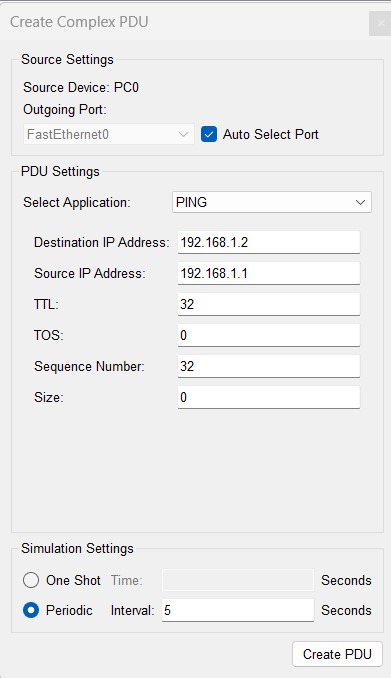 Create Complex PDU
Source Settings
Source Device: PC0
Outgoing Port:
FastEthernet0 Auto Select Port
PDU Settings
Select Application: PING
Destination IP Address: 192.168.1.2
Source IP Address: 192.168.1.1
TTL: 32
TOS: 0
Sequence Number: 32
Size: 0
Simulation Settings
One Shot Time: Seconds
Periodic Interval: 5 Seconds
Create PDU